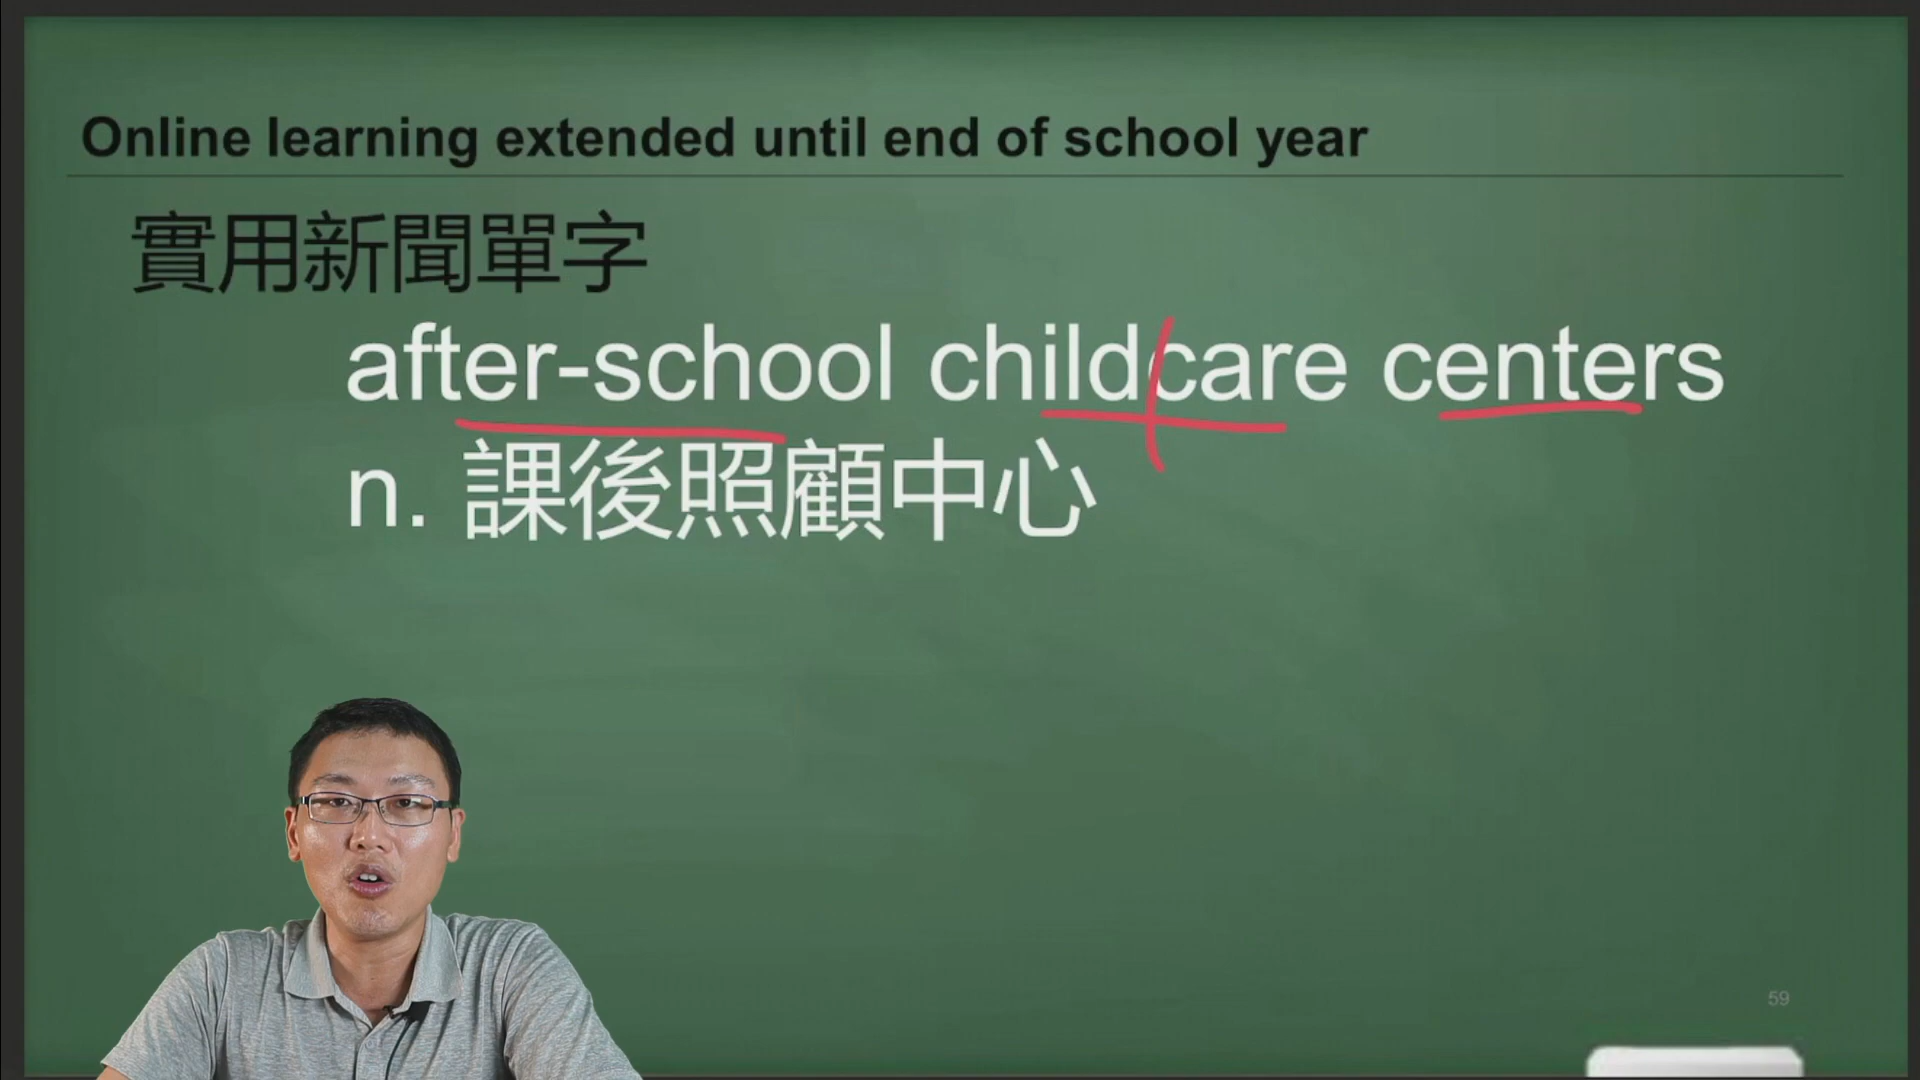 Online learning extended until end of school year
實用新聞單字
after-school childcare centers
n. 課後照顧中心
59